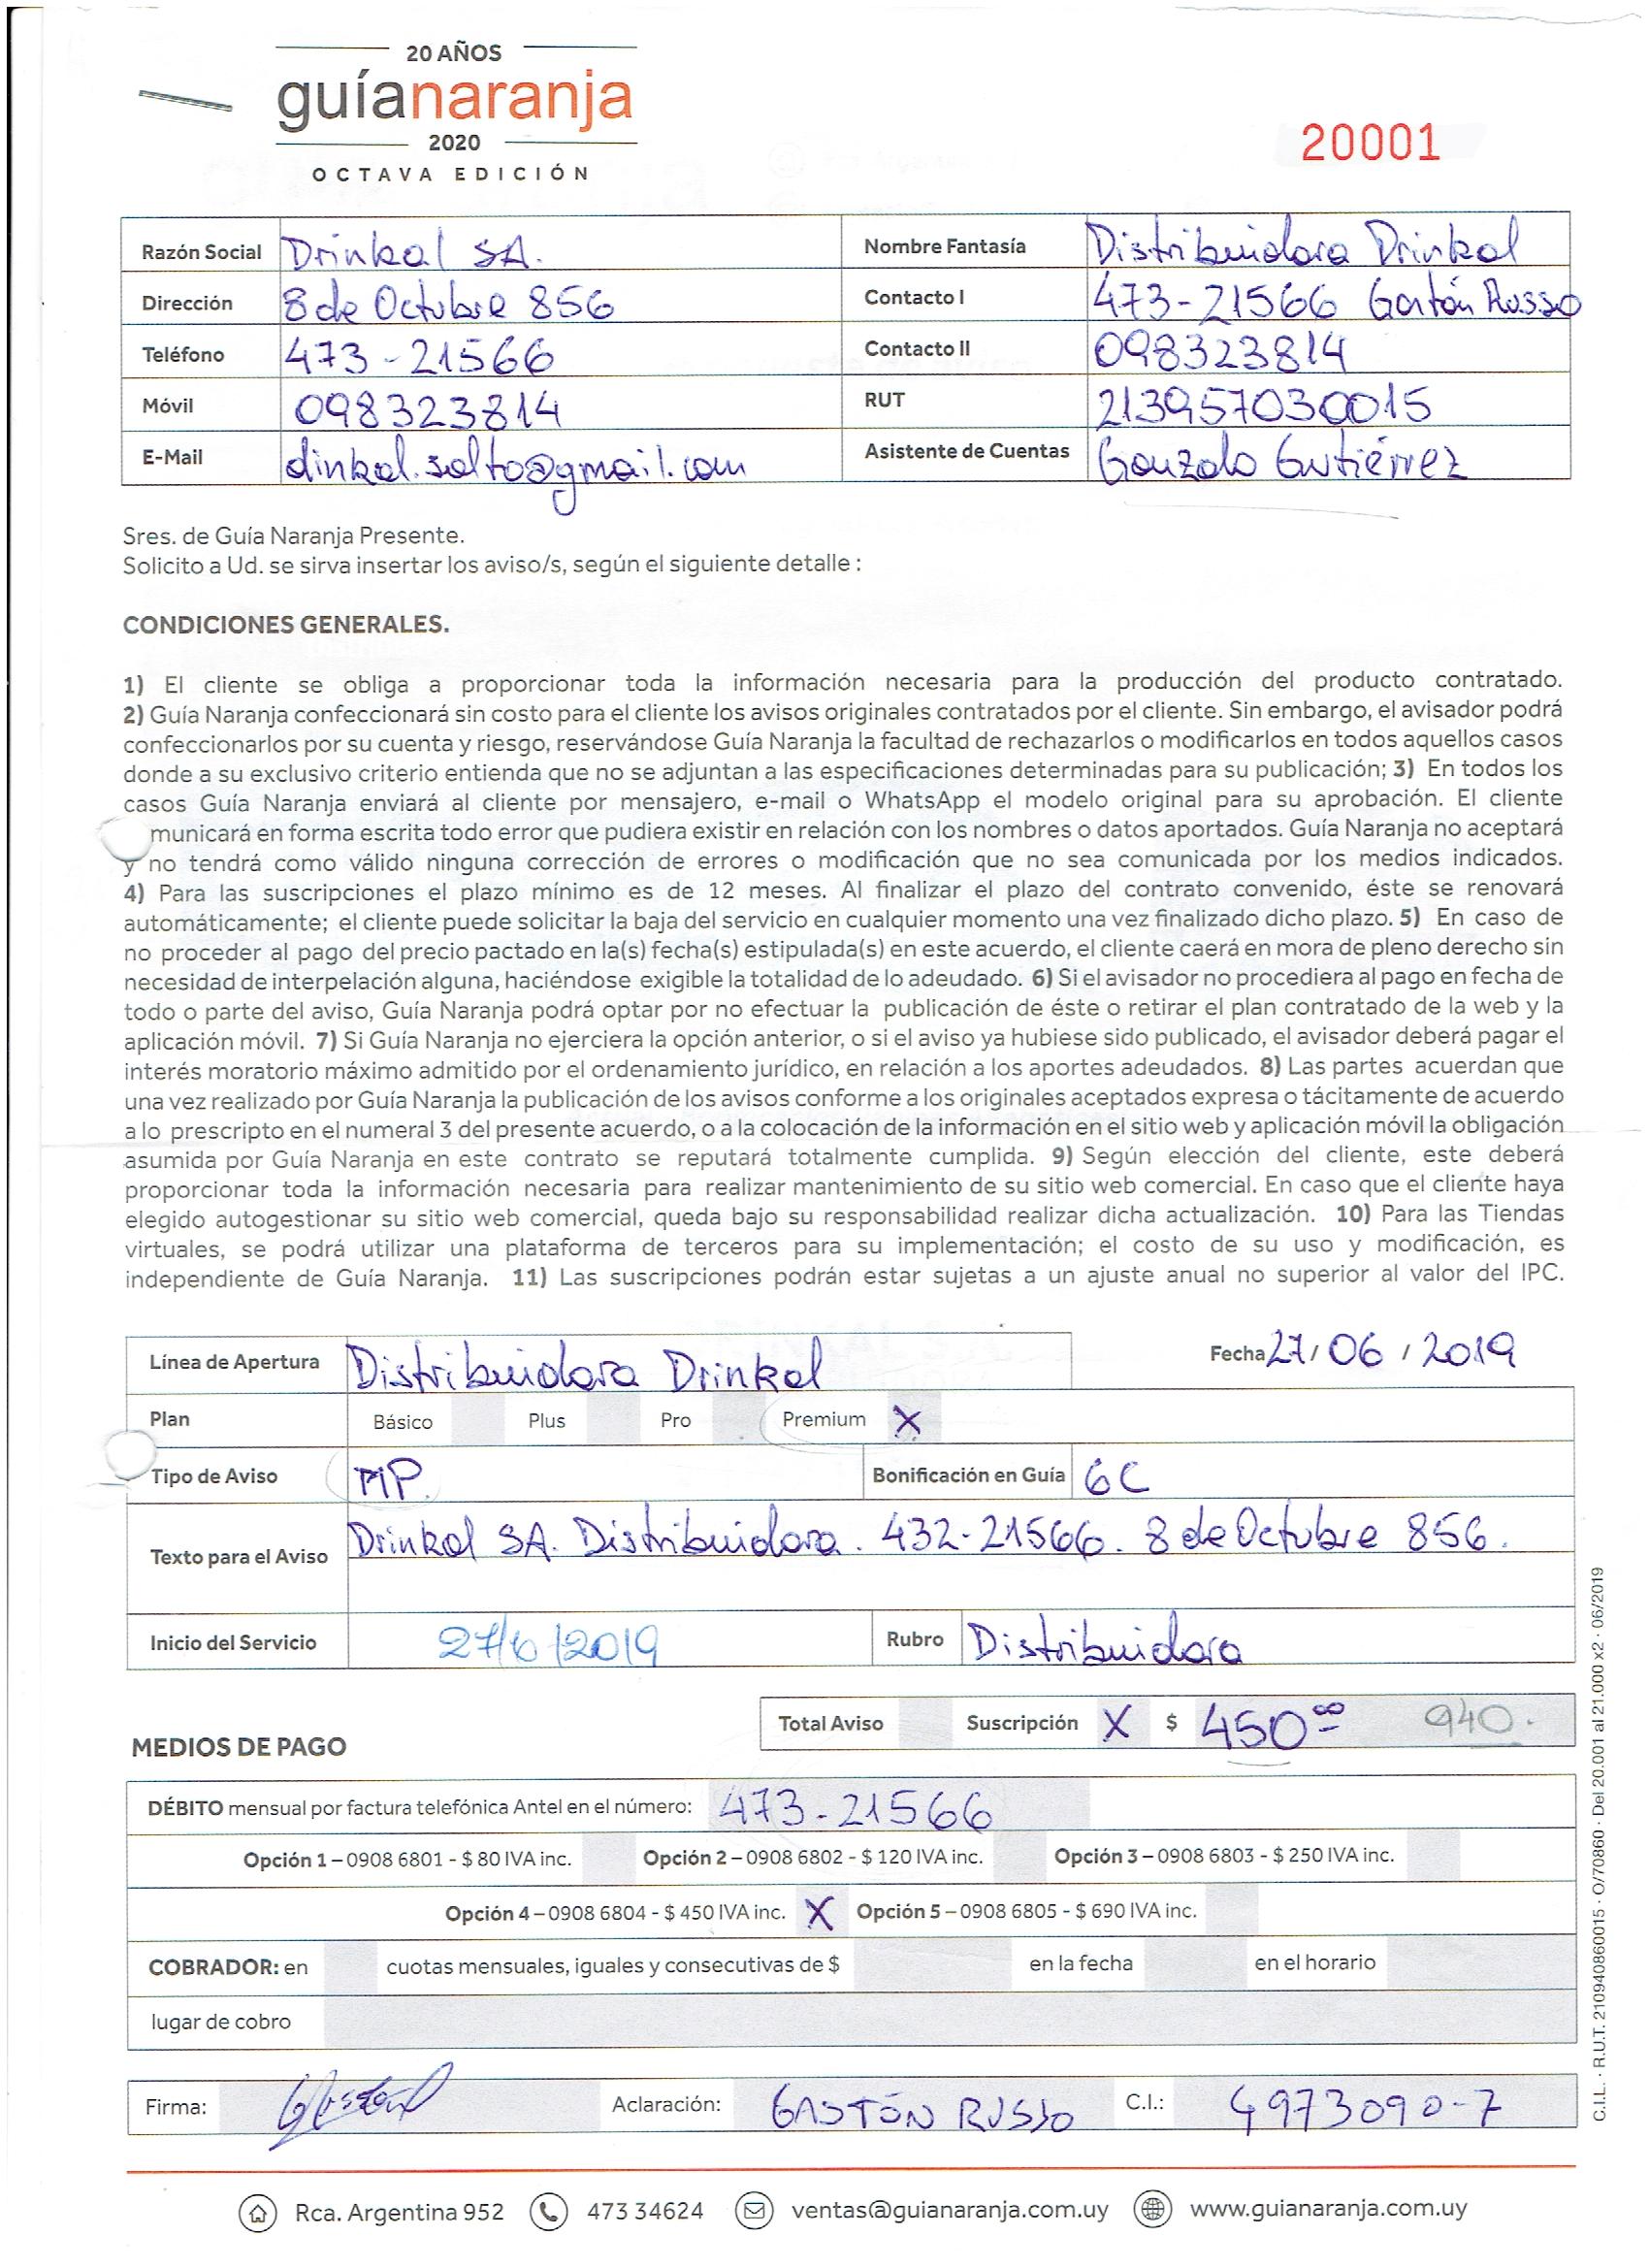 20 AÑOS
guíanaranja
2020
OCTAVA EDICIÓN
20001
Razón Social Drinkal SA. Nombre Fantasía Distribuidora Drinkal
Dirección 8 de Octubre 856 Contacto I 473-21566 Gastón Russo
Teléfono 473-21566 Contacto II 098323814
Móvil 098323814 RUT 213957030015
E-Mail dinkal.salto@gmail.com Asistente de Cuentas Gonzalo Gutiérrez
Sres. de Guía Naranja Presente.
Solicito a Ud. se sirva insertar los aviso/s, según el siguiente detalle :
CONDICIONES GENERALES.
1) El cliente se obliga a proporcionar toda la información necesaria para la producción del producto contratado.
2) Guía Naranja confeccionará sin costo para el cliente los avisos originales contratados por el cliente. Sin embargo, el avisador podrá
confeccionarlos por su cuenta y riesgo, reservándose Guía Naranja la facultad de rechazarlos o modificarlos en todos aquellos casos
donde a su exclusivo criterio entienda que no se adjuntan a las especificaciones determinadas para su publicación; 3) En todos los
casos Guía Naranja enviará al cliente por mensajero, e-mail o WhatsApp el modelo original para su aprobación. El cliente
municará en forma escrita todo error que pudiera existir en relación con los nombres o datos aportados. Guía Naranja no aceptará
y no tendrá como válido ninguna corrección de errores o modificación que no sea comunicada por los medios indicados.
4) Para las suscripciones el plazo mínimo es de 12 meses. Al finalizar el plazo del contrato convenido, éste se renovará
automáticamente; el cliente puede solicitar la baja del servicio en cualquier momento una vez finalizado dicho plazo. 5) En caso de
no proceder al pago del precio pactado en la(s) fecha(s) estipulada(s) en este acuerdo, el cliente caerá en mora de pleno derecho sin
necesidad de interpelación alguna, haciéndose exigible la totalidad de lo adeudado. 6) Si el avisador no procediera al pago en fecha de
todo o parte del aviso, Guía Naranja podrá optar por no efectuar la publicación de éste o retirar el plan contratado de la web y la
aplicación móvil. 7) Si Guía Naranja no ejerciera la opción anterior, o si el aviso ya hubiese sido publicado, el avisador deberá pagar el
interés moratorio máximo admitido por el ordenamiento jurídico, en relación a los aportes adeudados. 8) Las partes acuerdan que
una vez realizado por Guía Naranja la publicación de los avisos conforme a los originales aceptados expresa o tácitamente de acuerdo
a lo prescripto en el numeral 3 del presente acuerdo, o a la colocación de la información en el sitio web y aplicación móvil la obligación
asumida por Guía Naranja en este contrato se reputará totalmente cumplida. 9) Según elección del cliente, este deberá
proporcionar toda la información necesaria para realizar mantenimiento de su sitio web comercial. En caso que el cliente haya
elegido autogestionar su sitio web comercial, queda bajo su responsabilidad realizar dicha actualización. 10) Para las Tiendas
virtuales, se podrá utilizar una plataforma de terceros para su implementación; el costo de su uso y modificación, es
independiente de Guía Naranja. 11) Las suscripciones podrán estar sujetas a un ajuste anual no superior al valor del IPC.
Línea de Apertura Distribuidora Drinkal Fecha 27/06/2019
Plan Básico Plus Pro Premium X
Tipo de Aviso MP. Bonificación en Guía 6C
Texto para el Aviso Drinkal SA. Distribuidora. 432-21566. 8 de Octubre 856.
Inicio del Servicio 27/6/2019 Rubro Distribuidora
Total Aviso Suscripción X $ 450⁰⁰ 940.
MEDIOS DE PAGO
DÉBITO mensual por factura telefónica Antel en el número: 473-21566
Opción 1 – 0908 6801 - $ 80 IVA inc. Opción 2 – 0908 6802 - $ 120 IVA inc. Opción 3 – 0908 6803 - $ 250 IVA inc.
Opción 4 – 0908 6804 - $ 450 IVA inc. X Opción 5 – 0908 6805 - $ 690 IVA inc.
COBRADOR: en cuotas mensuales, iguales y consecutivas de $ en la fecha en el horario
lugar de cobro
Firma: Aclaración: GASTÓN RUSSO C.I.: 4973090-7
Rca. Argentina 952 473 34624 ventas@guianaranja.com.uy www.guianaranja.com.uy
C.I.L. · R.U.T. 210940860015 · O/70860 · Del 20.001 al 21.000 x2 · 06/2019